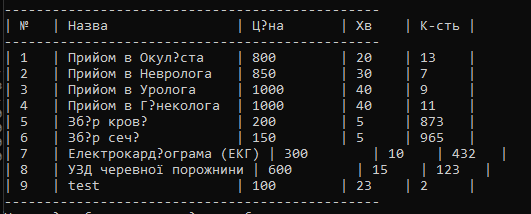 | № | Назва | Ц?на | Хв | К-сть |
| 1 | Прийом в Окул?ста | 800 | 20 | 13 |
| 2 | Прийом в Невролога | 850 | 30 | 7 |
| 3 | Прийом в Уролога | 1000 | 40 | 9 |
| 4 | Прийом в Г?неколога | 1000 | 40 | 11 |
| 5 | Зб?р кров? | 200 | 5 | 873 |
| 6 | Зб?р сеч? | 150 | 5 | 965 |
| 7 | Електрокард?ограма (ЕКГ) | 300 | 10 | 432 |
| 8 | УЗД черевної порожнини | 600 | 15 | 123 |
| 9 | test | 100 | 23 | 2 |